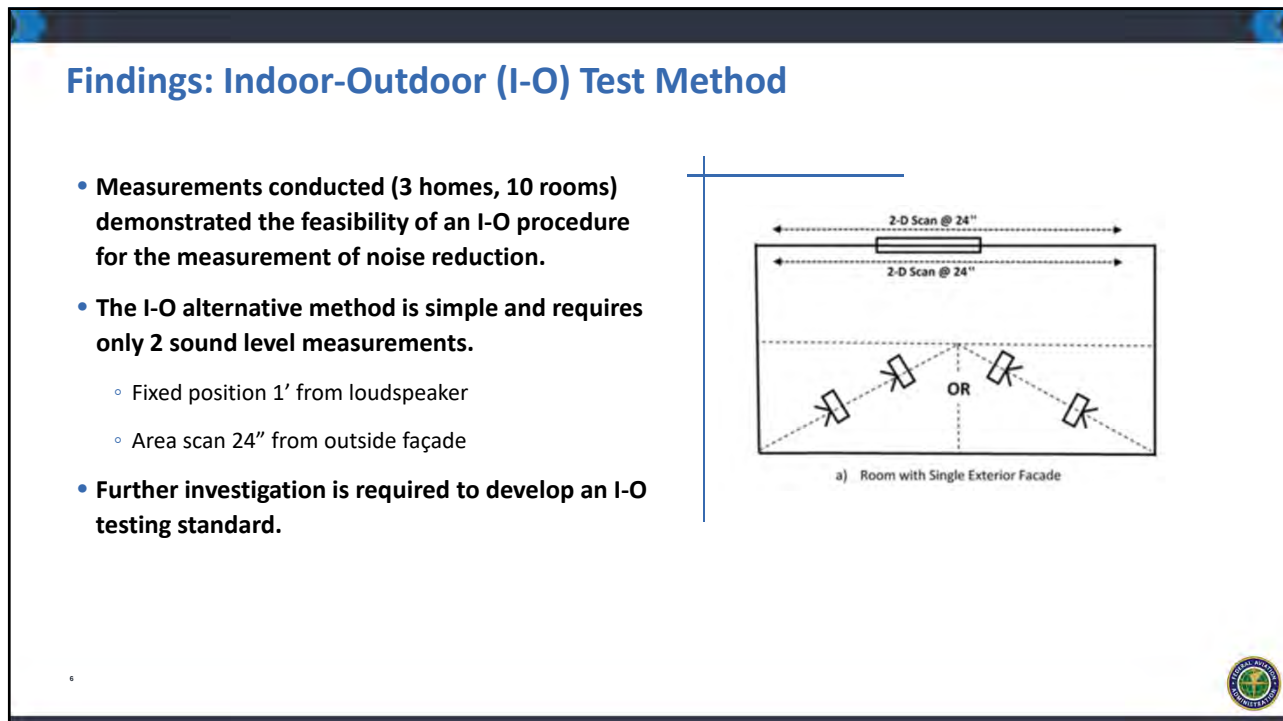 Findings: Indoor-Outdoor (I-O) Test Method
• Measurements conducted (3 homes, 10 rooms)
demonstrated the feasibility of an I-O procedure
for the measurement of noise reduction.
• The I-O alternative method is simple and requires
only 2 sound level measurements.
◦ Fixed position 1’ from loudspeaker
◦ Area scan 24” from outside façade
• Further investigation is required to develop an I-O
testing standard.
2-D Scan @ 24"
2-D Scan @ 24"
OR
a) Room with Single Exterior Facade
6
FEDERAL AVIATION
ADMINISTRATION